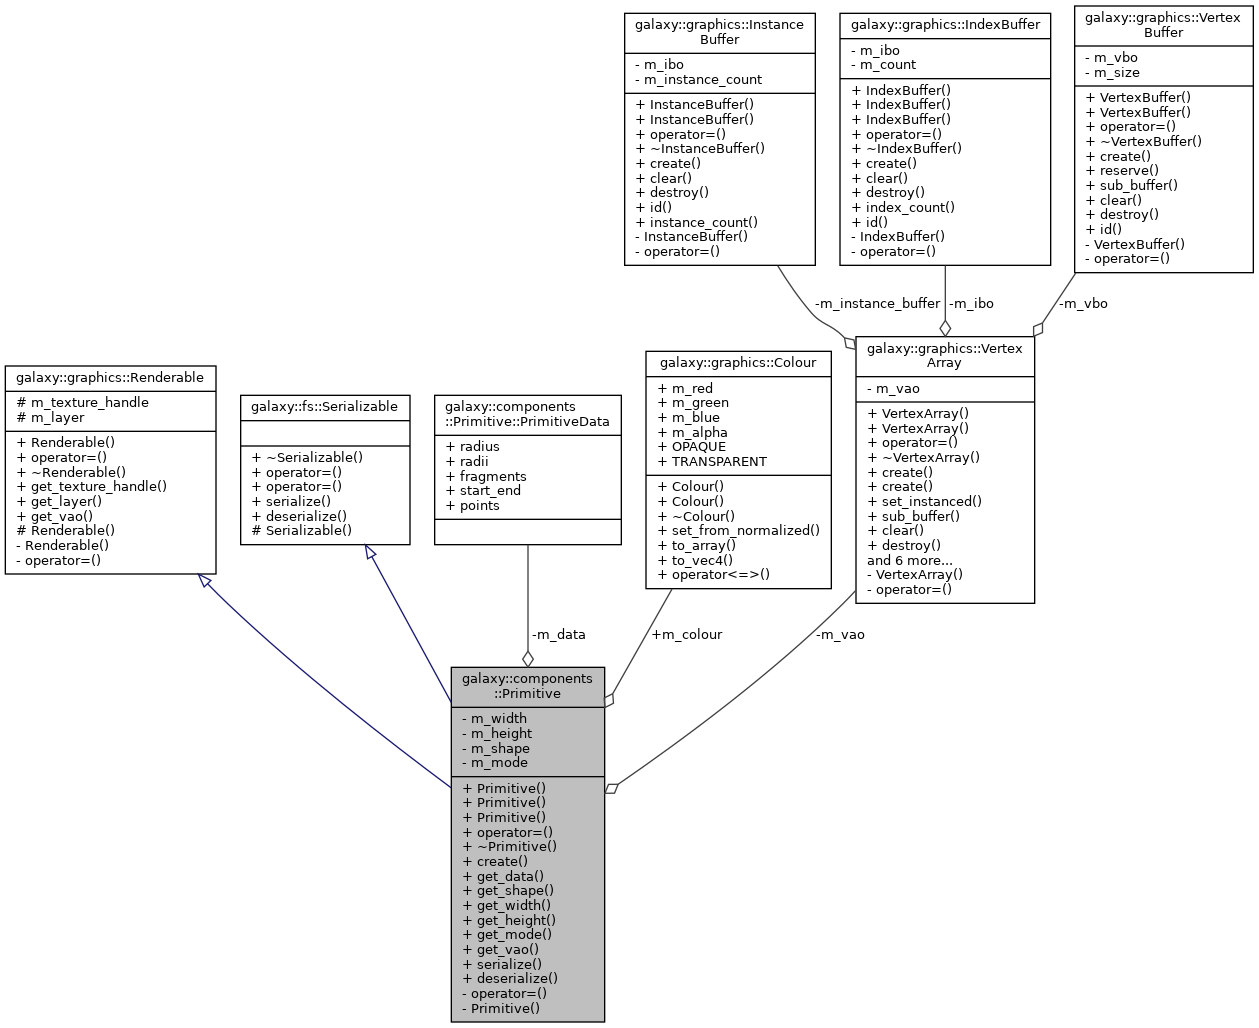 galaxy::graphics::Instance
Buffer
- m_ibo
- m_instance_count
+ InstanceBuffer()
+ InstanceBuffer()
+ operator=()
+ ~InstanceBuffer()
+ create()
+ clear()
+ destroy()
+ id()
+ instance_count()
- InstanceBuffer()
- operator=()
galaxy::graphics::IndexBuffer
- m_ibo
- m_count
+ IndexBuffer()
+ IndexBuffer()
+ IndexBuffer()
+ operator=()
+ ~IndexBuffer()
+ create()
+ clear()
+ destroy()
+ index_count()
+ id()
- IndexBuffer()
- operator=()
galaxy::graphics::Vertex
Buffer
- m_vbo
- m_size
+ VertexBuffer()
+ VertexBuffer()
+ operator=()
+ ~VertexBuffer()
+ create()
+ reserve()
+ sub_buffer()
+ clear()
+ destroy()
+ id()
- VertexBuffer()
- operator=()
-m_instance_buffer
-m_ibo
-m_vbo
galaxy::graphics::Renderable
# m_texture_handle
# m_layer
+ Renderable()
+ operator=()
+ ~Renderable()
+ get_texture_handle()
+ get_layer()
+ get_vao()
# Renderable()
- Renderable()
- operator=()
galaxy::fs::Serializable
+ ~Serializable()
+ operator=()
+ operator=()
+ serialize()
+ deserialize()
# Serializable()
galaxy::components
::Primitive::PrimitiveData
+ radius
+ radii
+ fragments
+ start_end
+ points
galaxy::graphics::Colour
+ m_red
+ m_green
+ m_blue
+ m_alpha
+ OPAQUE
+ TRANSPARENT
+ Colour()
+ Colour()
+ ~Colour()
+ set_from_normalized()
+ to_array()
+ to_vec4()
+ operator<=>()
galaxy::graphics::Vertex
Array
- m_vao
+ VertexArray()
+ VertexArray()
+ operator=()
+ ~VertexArray()
+ create()
+ create()
+ set_instanced()
+ sub_buffer()
+ clear()
+ destroy()
and 6 more...
- VertexArray()
- operator=()
-m_data
+m_colour
-m_vao
galaxy::components
::Primitive
- m_width
- m_height
- m_shape
- m_mode
+ Primitive()
+ Primitive()
+ Primitive()
+ operator=()
+ ~Primitive()
+ create()
+ get_data()
+ get_shape()
+ get_width()
+ get_height()
+ get_mode()
+ get_vao()
+ serialize()
+ deserialize()
- operator=()
- Primitive()